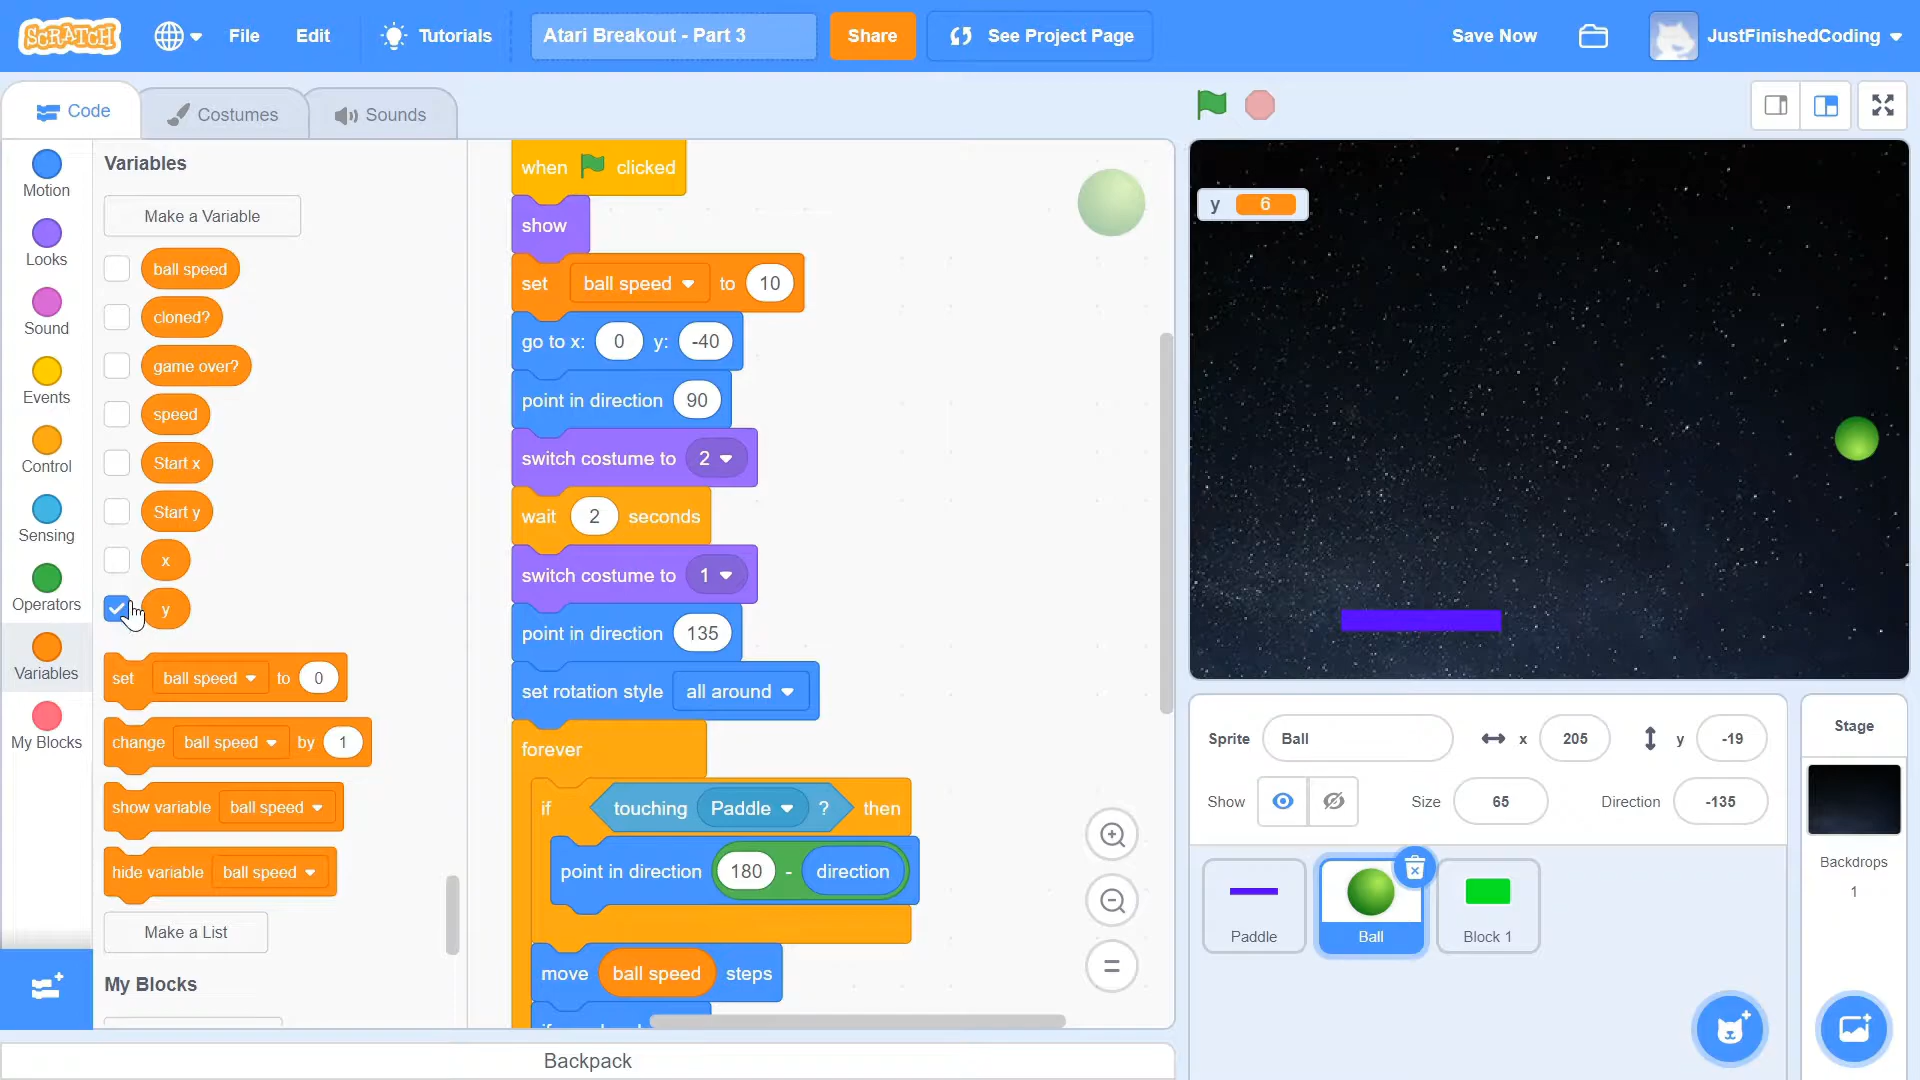 SCRATCH
File
Edit
Tutorials
Atari Breakout - Part 3
Share
See Project Page
Save Now
JustFinishedCoding
Code
Costumes
Sounds
Motion
Looks
Sound
Events
Control
Sensing
Operators
Variables
My Blocks
Variables
Make a Variable
ball speed
cloned?
game over?
speed
Start x
Start y
x
y
set ball speed to 0
change ball speed by 1
show variable ball speed
hide variable ball speed
Make a List
My Blocks
when clicked
show
set ball speed to 10
go to x: 0 y: -40
point in direction 90
switch costume to 2
wait 2 seconds
switch costume to 1
point in direction 135
set rotation style all around
forever
if touching Paddle ? then
point in direction 180 - direction
move ball speed steps
y 6
Sprite Ball x 205 y -19
Show Size 65 Direction -135
Paddle
Ball
Block 1
Stage
Backdrops
1
Backpack